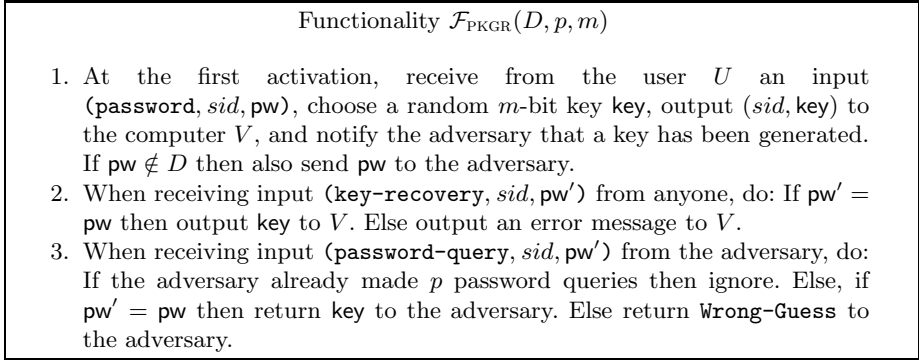 Functionality F_PKGR(D, p, m)
1. At the first activation, receive from the user U an input
(password, sid, pw), choose a random m-bit key key, output (sid, key) to
the computer V, and notify the adversary that a key has been generated.
If pw ∉ D then also send pw to the adversary.
2. When receiving input (key-recovery, sid, pw′) from anyone, do: If pw′ =
pw then output key to V. Else output an error message to V.
3. When receiving input (password-query, sid, pw′) from the adversary, do:
If the adversary already made p password queries then ignore. Else, if
pw′ = pw then return key to the adversary. Else return Wrong-Guess to
the adversary.